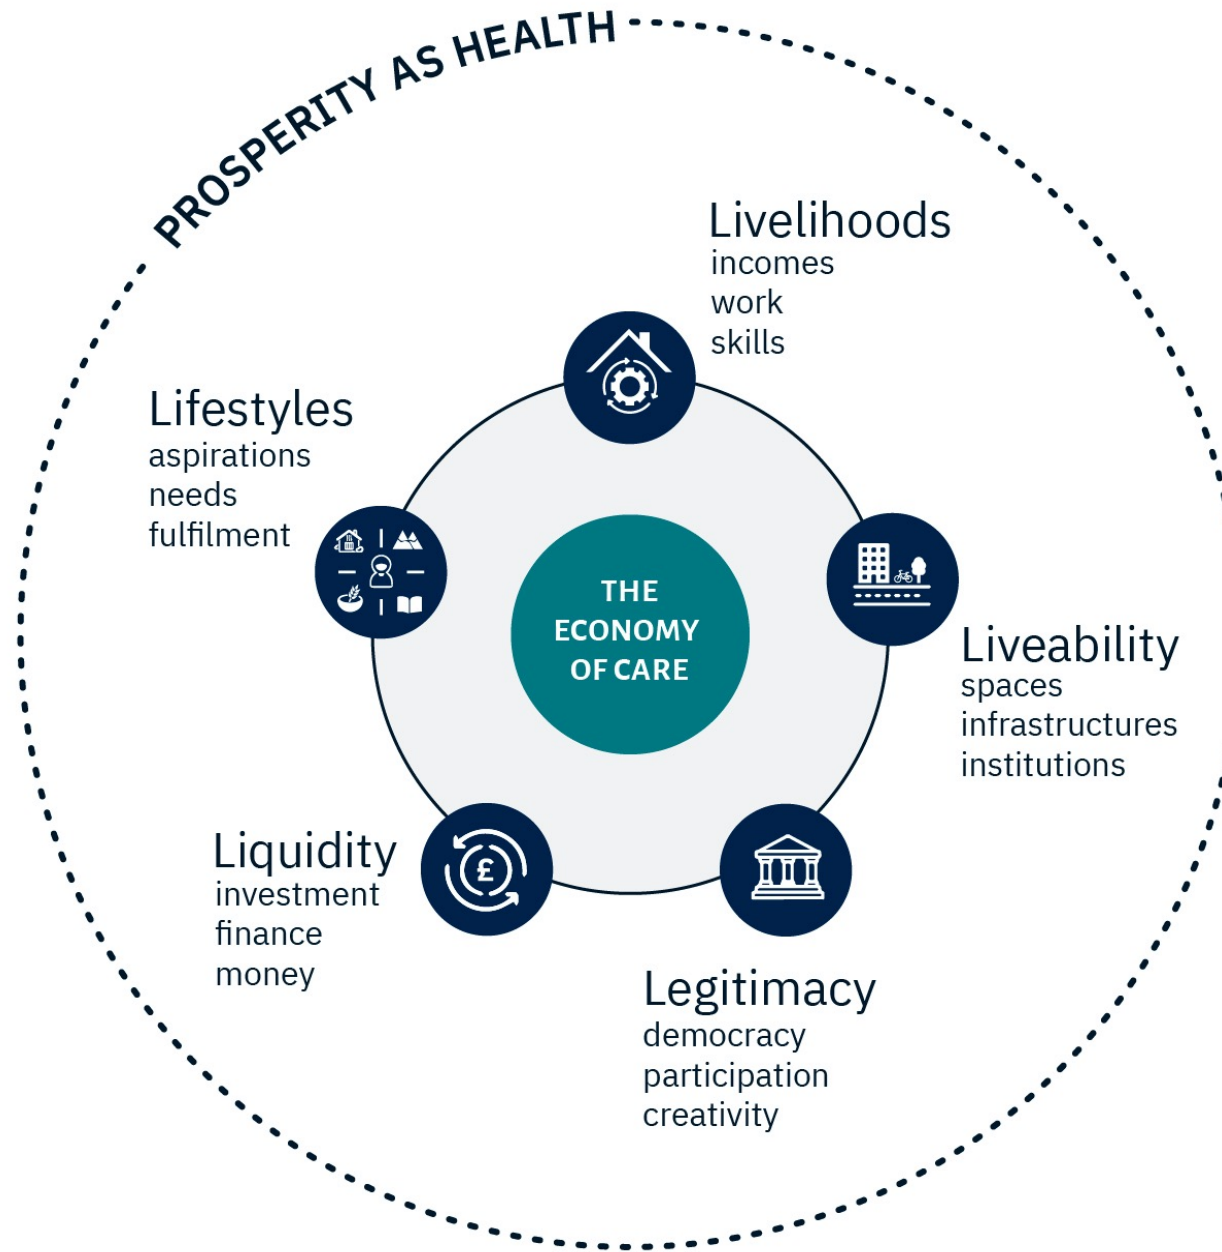 PROSPERITY AS HEALTH
Livelihoods
incomes
work
skills
Lifestyles
aspirations
needs
fulfilment
THE
ECONOMY
OF CARE
Liveability
spaces
infrastructures
institutions
Liquidity
investment
finance
money
£
Legitimacy
democracy
participation
creativity